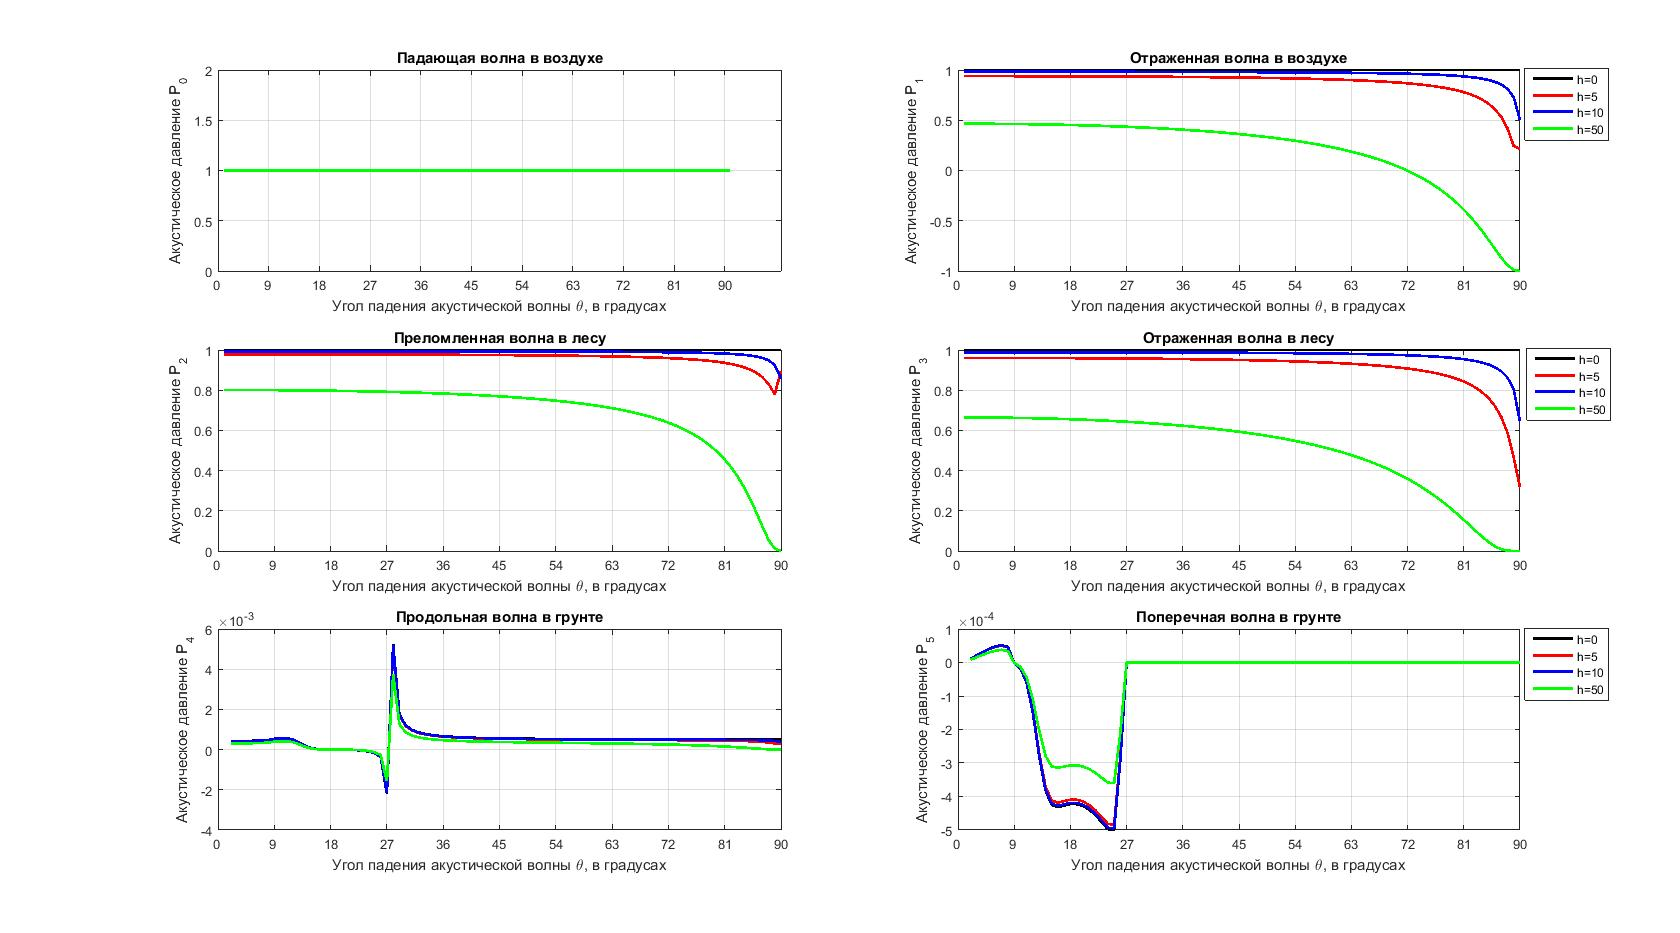 Падающая волна в воздухе
Акустическое давление P0
2
1.5
1
0.5
0
0 9 18 27 36 45 54 63 72 81 90
Угол падения акустической волны θ, в градусах
Отраженная волна в воздухе
Акустическое давление P1
1
0.5
0
-0.5
-1
0 9 18 27 36 45 54 63 72 81 90
Угол падения акустической волны θ, в градусах
h=0
h=5
h=10
h=50
Преломленная волна в лесу
Акустическое давление P2
1
0.8
0.6
0.4
0.2
0
0 9 18 27 36 45 54 63 72 81 90
Угол падения акустической волны θ, в градусах
Отраженная волна в лесу
Акустическое давление P3
1
0.8
0.6
0.4
0.2
0
0 9 18 27 36 45 54 63 72 81 90
Угол падения акустической волны θ, в градусах
h=0
h=5
h=10
h=50
Продольная волна в грунте
×10-3
Акустическое давление P4
6
4
2
0
-2
-4
0 9 18 27 36 45 54 63 72 81 90
Угол падения акустической волны θ, в градусах
Поперечная волна в грунте
×10-4
Акустическое давление P5
1
0
-1
-2
-3
-4
-5
0 9 18 27 36 45 54 63 72 81 90
Угол падения акустической волны θ, в градусах
h=0
h=5
h=10
h=50